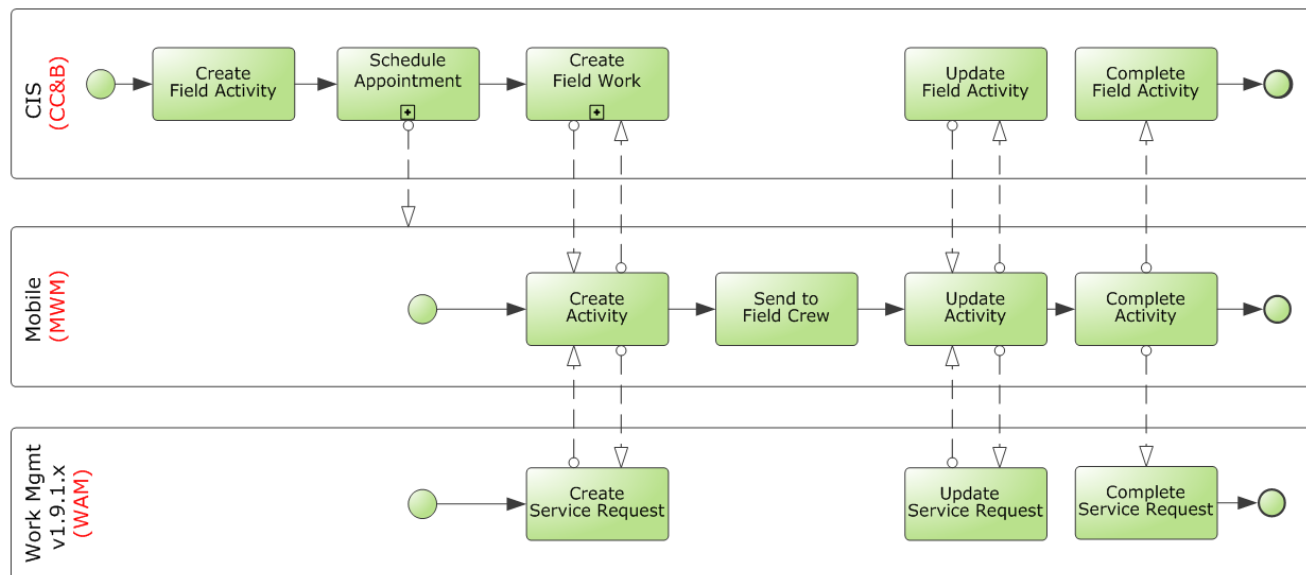 CIS
(CC&B)
Create
Field Activity
Schedule
Appointment
Create
Field Work
Update
Field Activity
Complete
Field Activity
Mobile
(MWM)
Create
Activity
Send to
Field Crew
Update
Activity
Complete
Activity
Work Mgmt
v1.9.1.x
(WAM)
Create
Service Request
Update
Service Request
Complete
Service Request